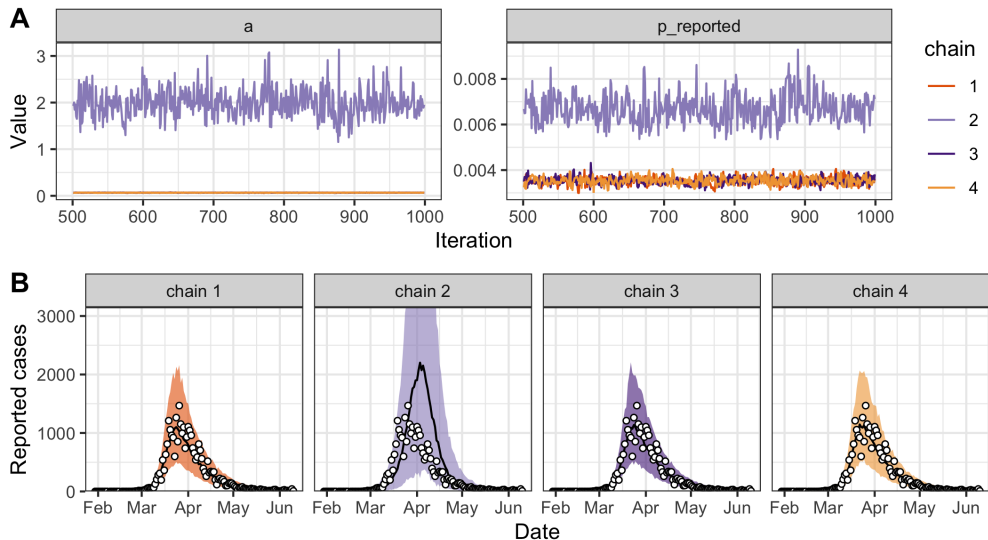 A
a
p_reported
Value
3
2
1
0
0.008
0.006
0.004
500 600 700 800 900 1000
500 600 700 800 900 1000
Iteration
chain
1
2
3
4
B
chain 1
chain 2
chain 3
chain 4
Reported cases
3000
2000
1000
0
Feb Mar Apr May Jun
Feb Mar Apr May Jun
Feb Mar Apr May Jun
Feb Mar Apr May Jun
Date